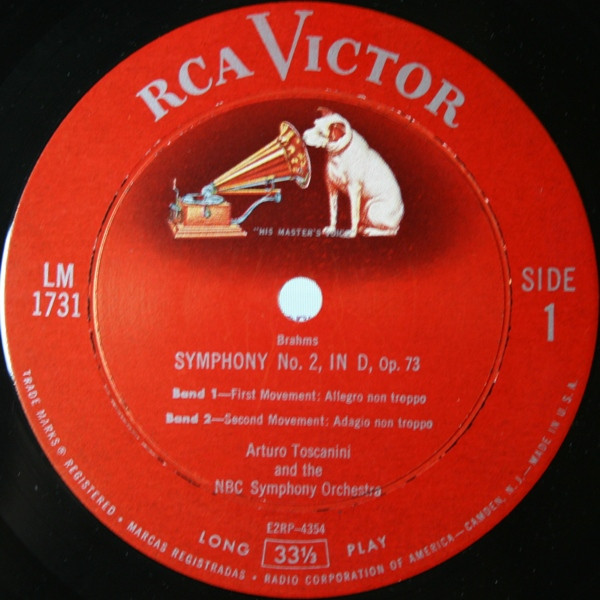 RCA VICTOR
"HIS MASTER'S VOICE"
LM
1731
SIDE
1
Brahms
SYMPHONY No. 2, IN D, Op. 73
Band 1—First Movement: Allegro non troppo
Band 2—Second Movement: Adagio non troppo
Arturo Toscanini
and the
NBC Symphony Orchestra
E2RP-4354
LONG 33⅓ PLAY
TRADE MARKS ® REGISTERED • MARCAS REGISTRADAS • RADIO CORPORATION OF AMERICA—CAMDEN, N.J.—MADE IN U.S.A.